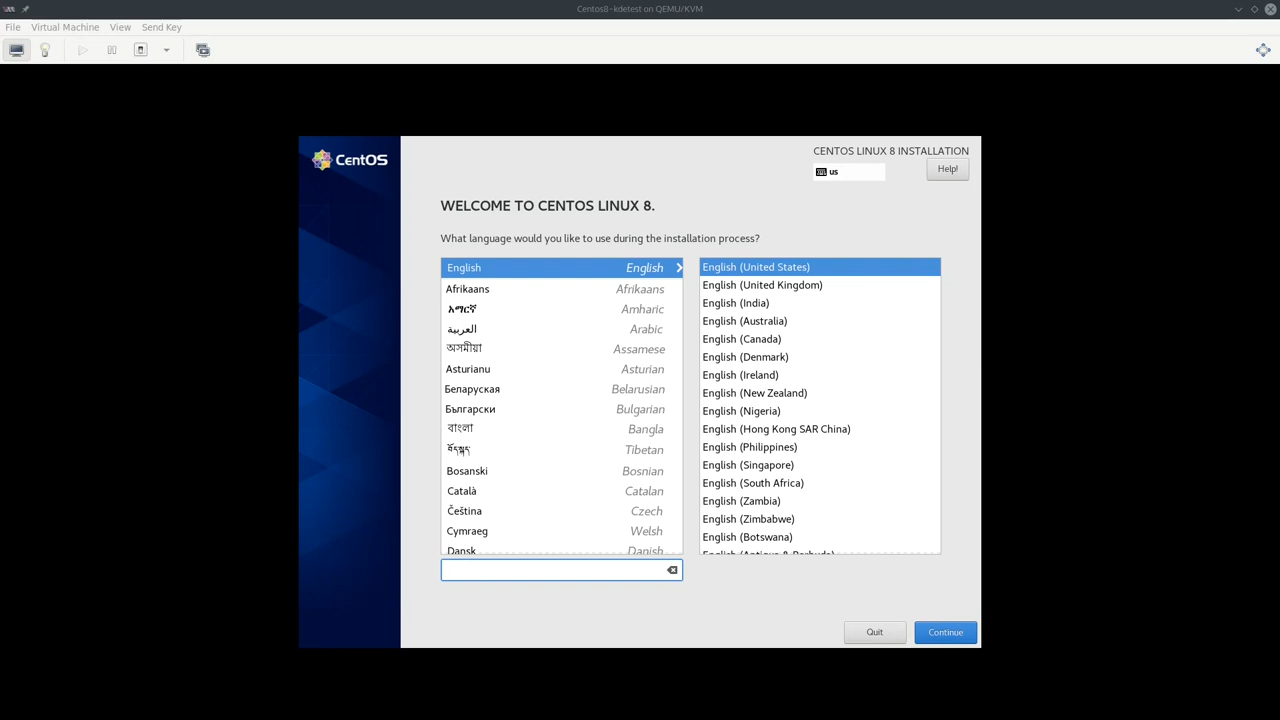 Centos8-kdetest on QEMU/KVM
File Virtual Machine View Send Key
CentOS
CENTOS LINUX 8 INSTALLATION
us
Help!
WELCOME TO CENTOS LINUX 8.
What language would you like to use during the installation process?
English English
Afrikaans Afrikaans
አማርኛ Amharic
العربية Arabic
অসমীয়া Assamese
Asturianu Asturian
Беларуская Belarusian
Български Bulgarian
বাংলা Bangla
བོད་སྐད་ Tibetan
Bosanski Bosnian
Català Catalan
Čeština Czech
Cymraeg Welsh
Dansk Danish
English (United States)
English (United Kingdom)
English (India)
English (Australia)
English (Canada)
English (Denmark)
English (Ireland)
English (New Zealand)
English (Nigeria)
English (Hong Kong SAR China)
English (Philippines)
English (Singapore)
English (South Africa)
English (Zambia)
English (Zimbabwe)
English (Botswana)
English (Antigua & Barbuda)
Quit
Continue